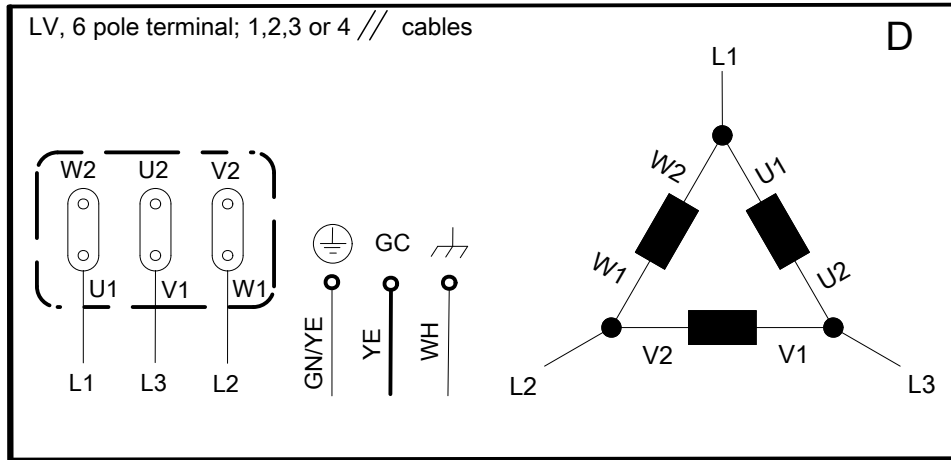 LV, 6 pole terminal; 1,2,3 or 4 // cables
D
W2 U2 V2
U1 V1 W1
L1 L3 L2
GC
GN/YE YE WH
L1
W2 U1
W1 U2
V2 V1
L2 L3